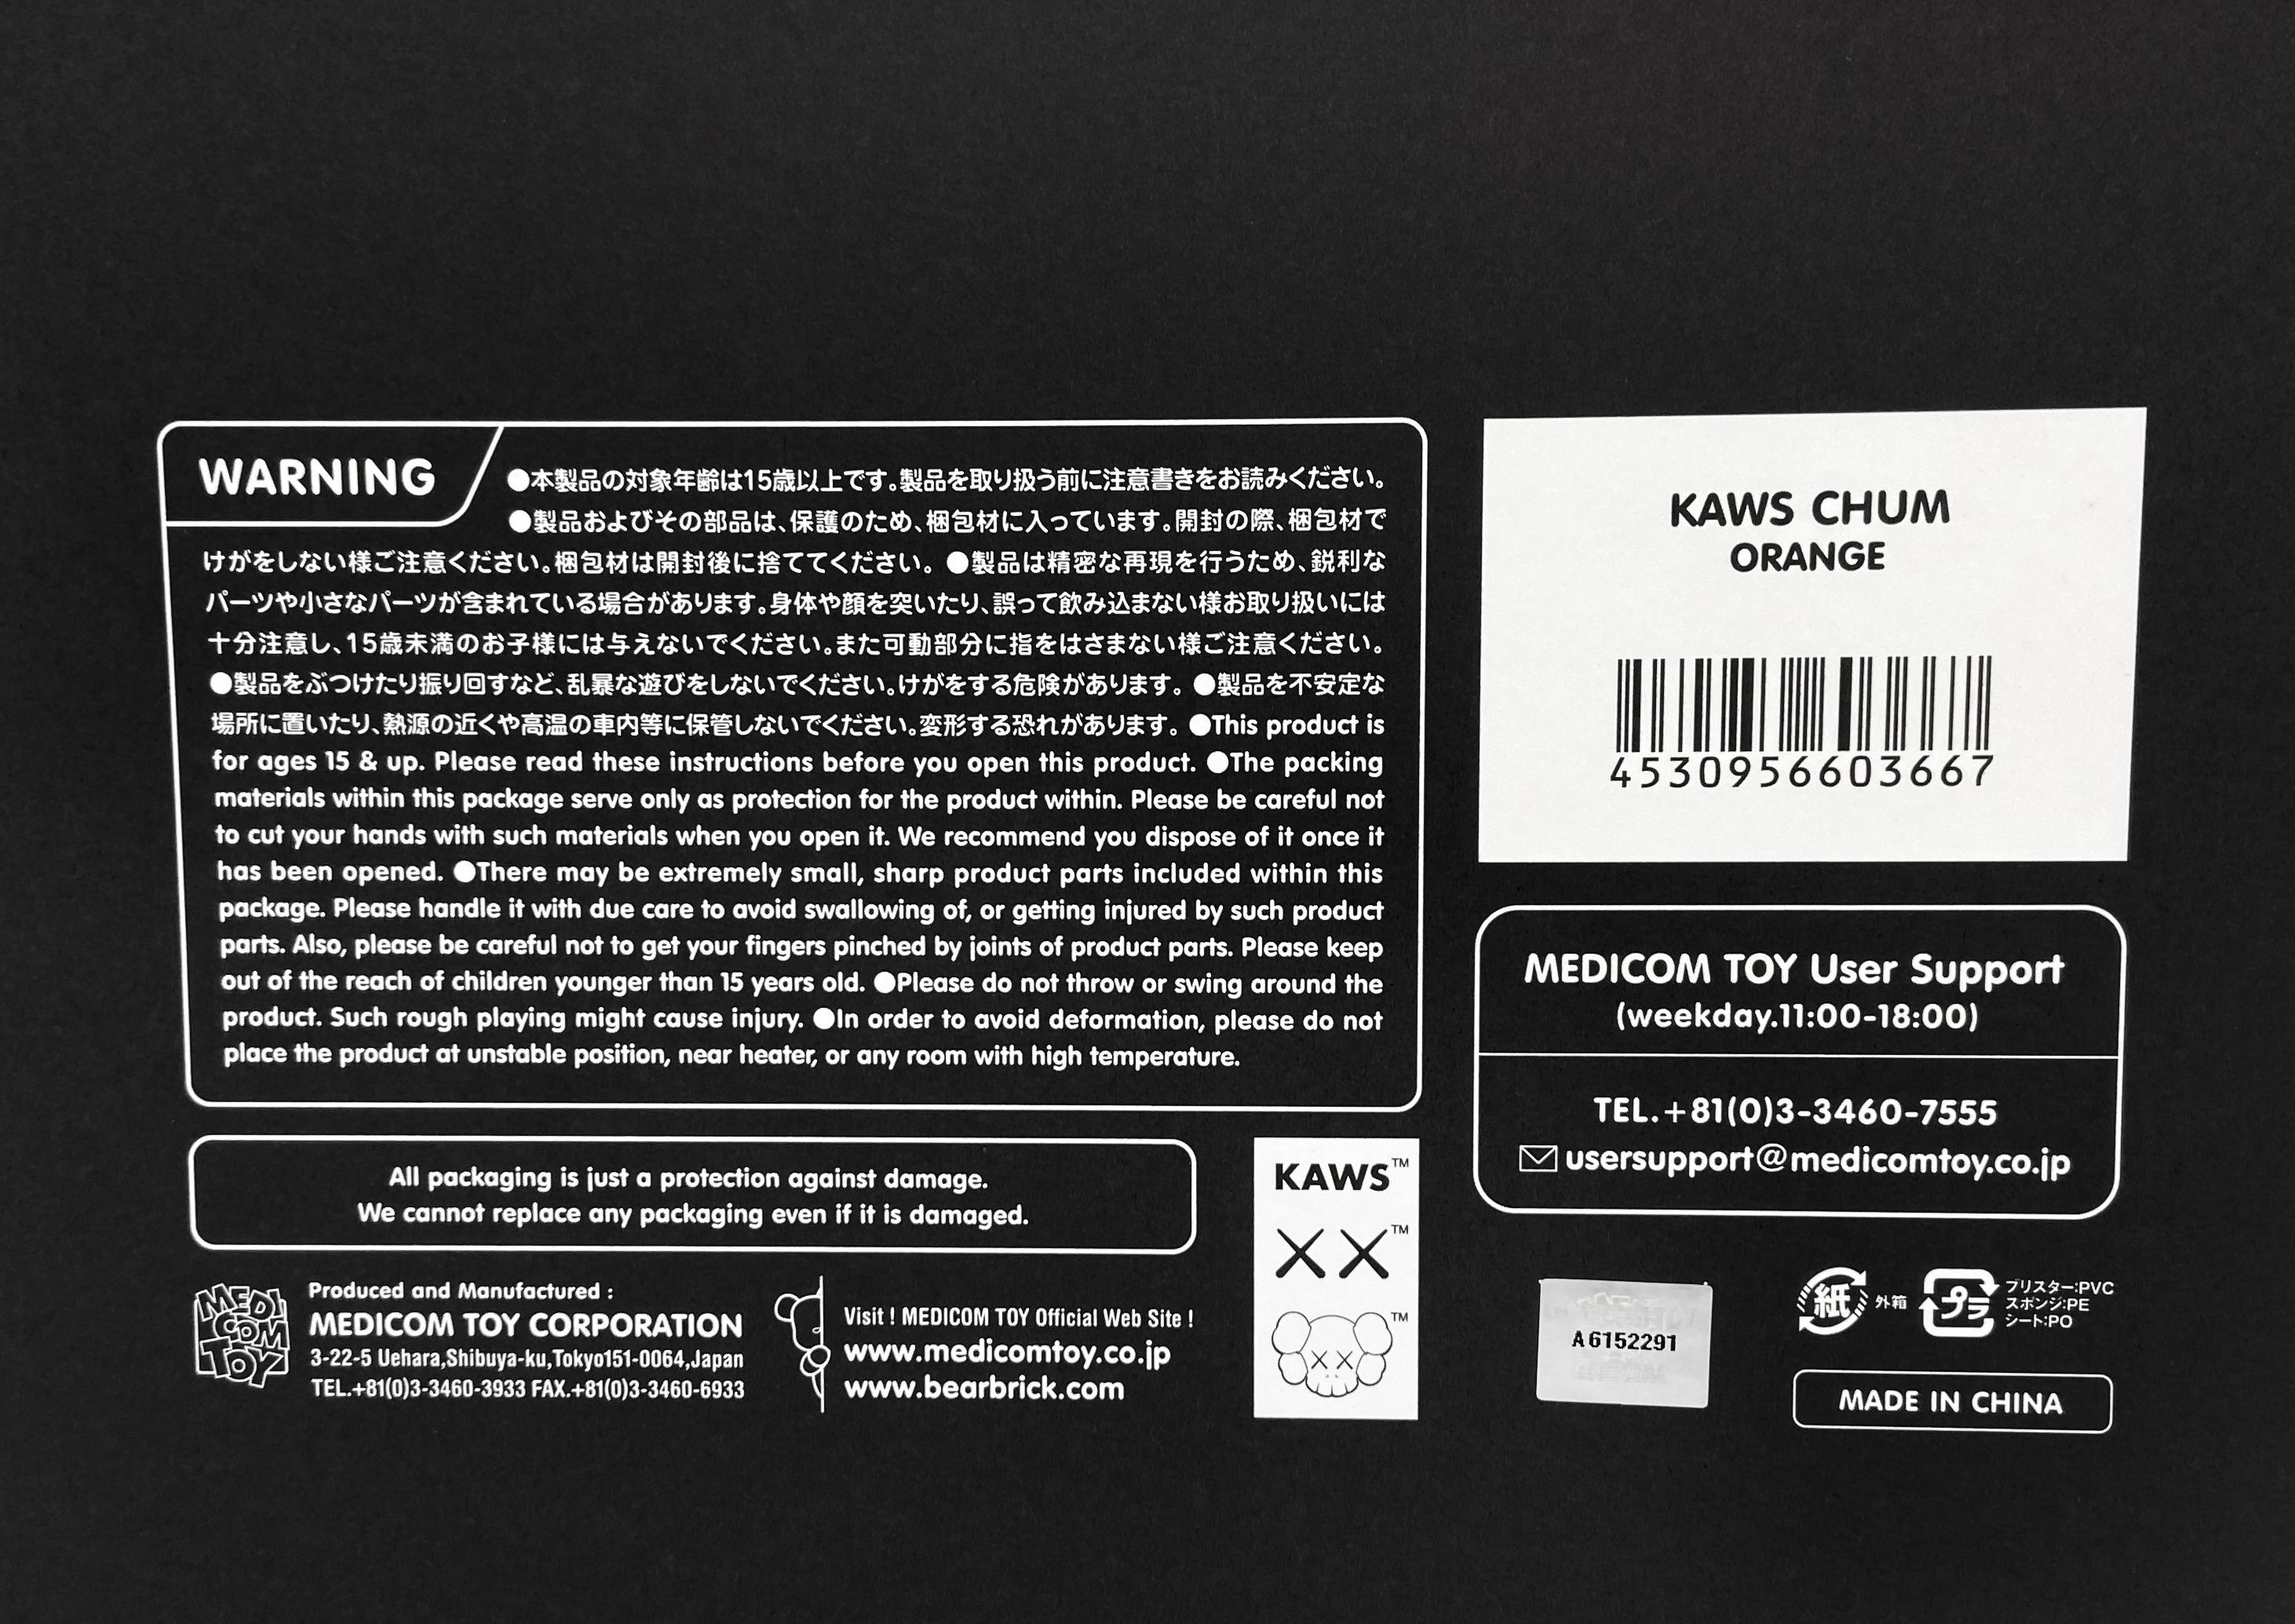 WARNING
●本製品の対象年齢は15歳以上です。製品を取り扱う前に注意書きをお読みください。
●製品およびその部品は、保護のため、梱包材に入っています。開封の際、梱包材で
けがをしない様ご注意ください。梱包材は開封後に捨ててください。●製品は精密な再現を行うため、鋭利な
パーツや小さなパーツが含まれている場合があります。身体や顔を突いたり、誤って飲み込まない様お取り扱いには
十分注意し、15歳未満のお子様には与えないでください。また可動部分に指をはさまない様ご注意ください。
●製品をぶつけたり振り回すなど、乱暴な遊びをしないでください。けがをする危険があります。●製品を不安定な
場所に置いたり、熱源の近くや高温の車内等に保管しないでください。変形する恐れがあります。●This product is
for ages 15 & up. Please read these instructions before you open this product. ●The packing
materials within this package serve only as protection for the product within. Please be careful not
to cut your hands with such materials when you open it. We recommend you dispose of it once it
has been opened. ●There may be extremely small, sharp product parts included within this
package. Please handle it with due care to avoid swallowing of, or getting injured by such product
parts. Also, please be careful not to get your fingers pinched by joints of product parts. Please keep
out of the reach of children younger than 15 years old. ●Please do not throw or swing around the
product. Such rough playing might cause injury. ●In order to avoid deformation, please do not
place the product at unstable position, near heater, or any room with high temperature.
All packaging is just a protection against damage.
We cannot replace any packaging even if it is damaged.
MEDI
COM
TOY
Produced and Manufactured :
MEDICOM TOY CORPORATION
3-22-5 Uehara,Shibuya-ku,Tokyo151-0064,Japan
TEL.+81(0)3-3460-3933 FAX.+81(0)3-3460-6933
Visit ! MEDICOM TOY Official Web Site !
www.medicomtoy.co.jp
www.bearbrick.com
KAWS™
XX™
™
KAWS CHUM
ORANGE
4530956603667
MEDICOM TOY User Support
(weekday.11:00-18:00)
TEL.+81(0)3-3460-7555
usersupport@medicomtoy.co.jp
A6152291
紙 外箱
プラ
ブリスター:PVC
スポンジ:PE
シート:PO
MADE IN CHINA